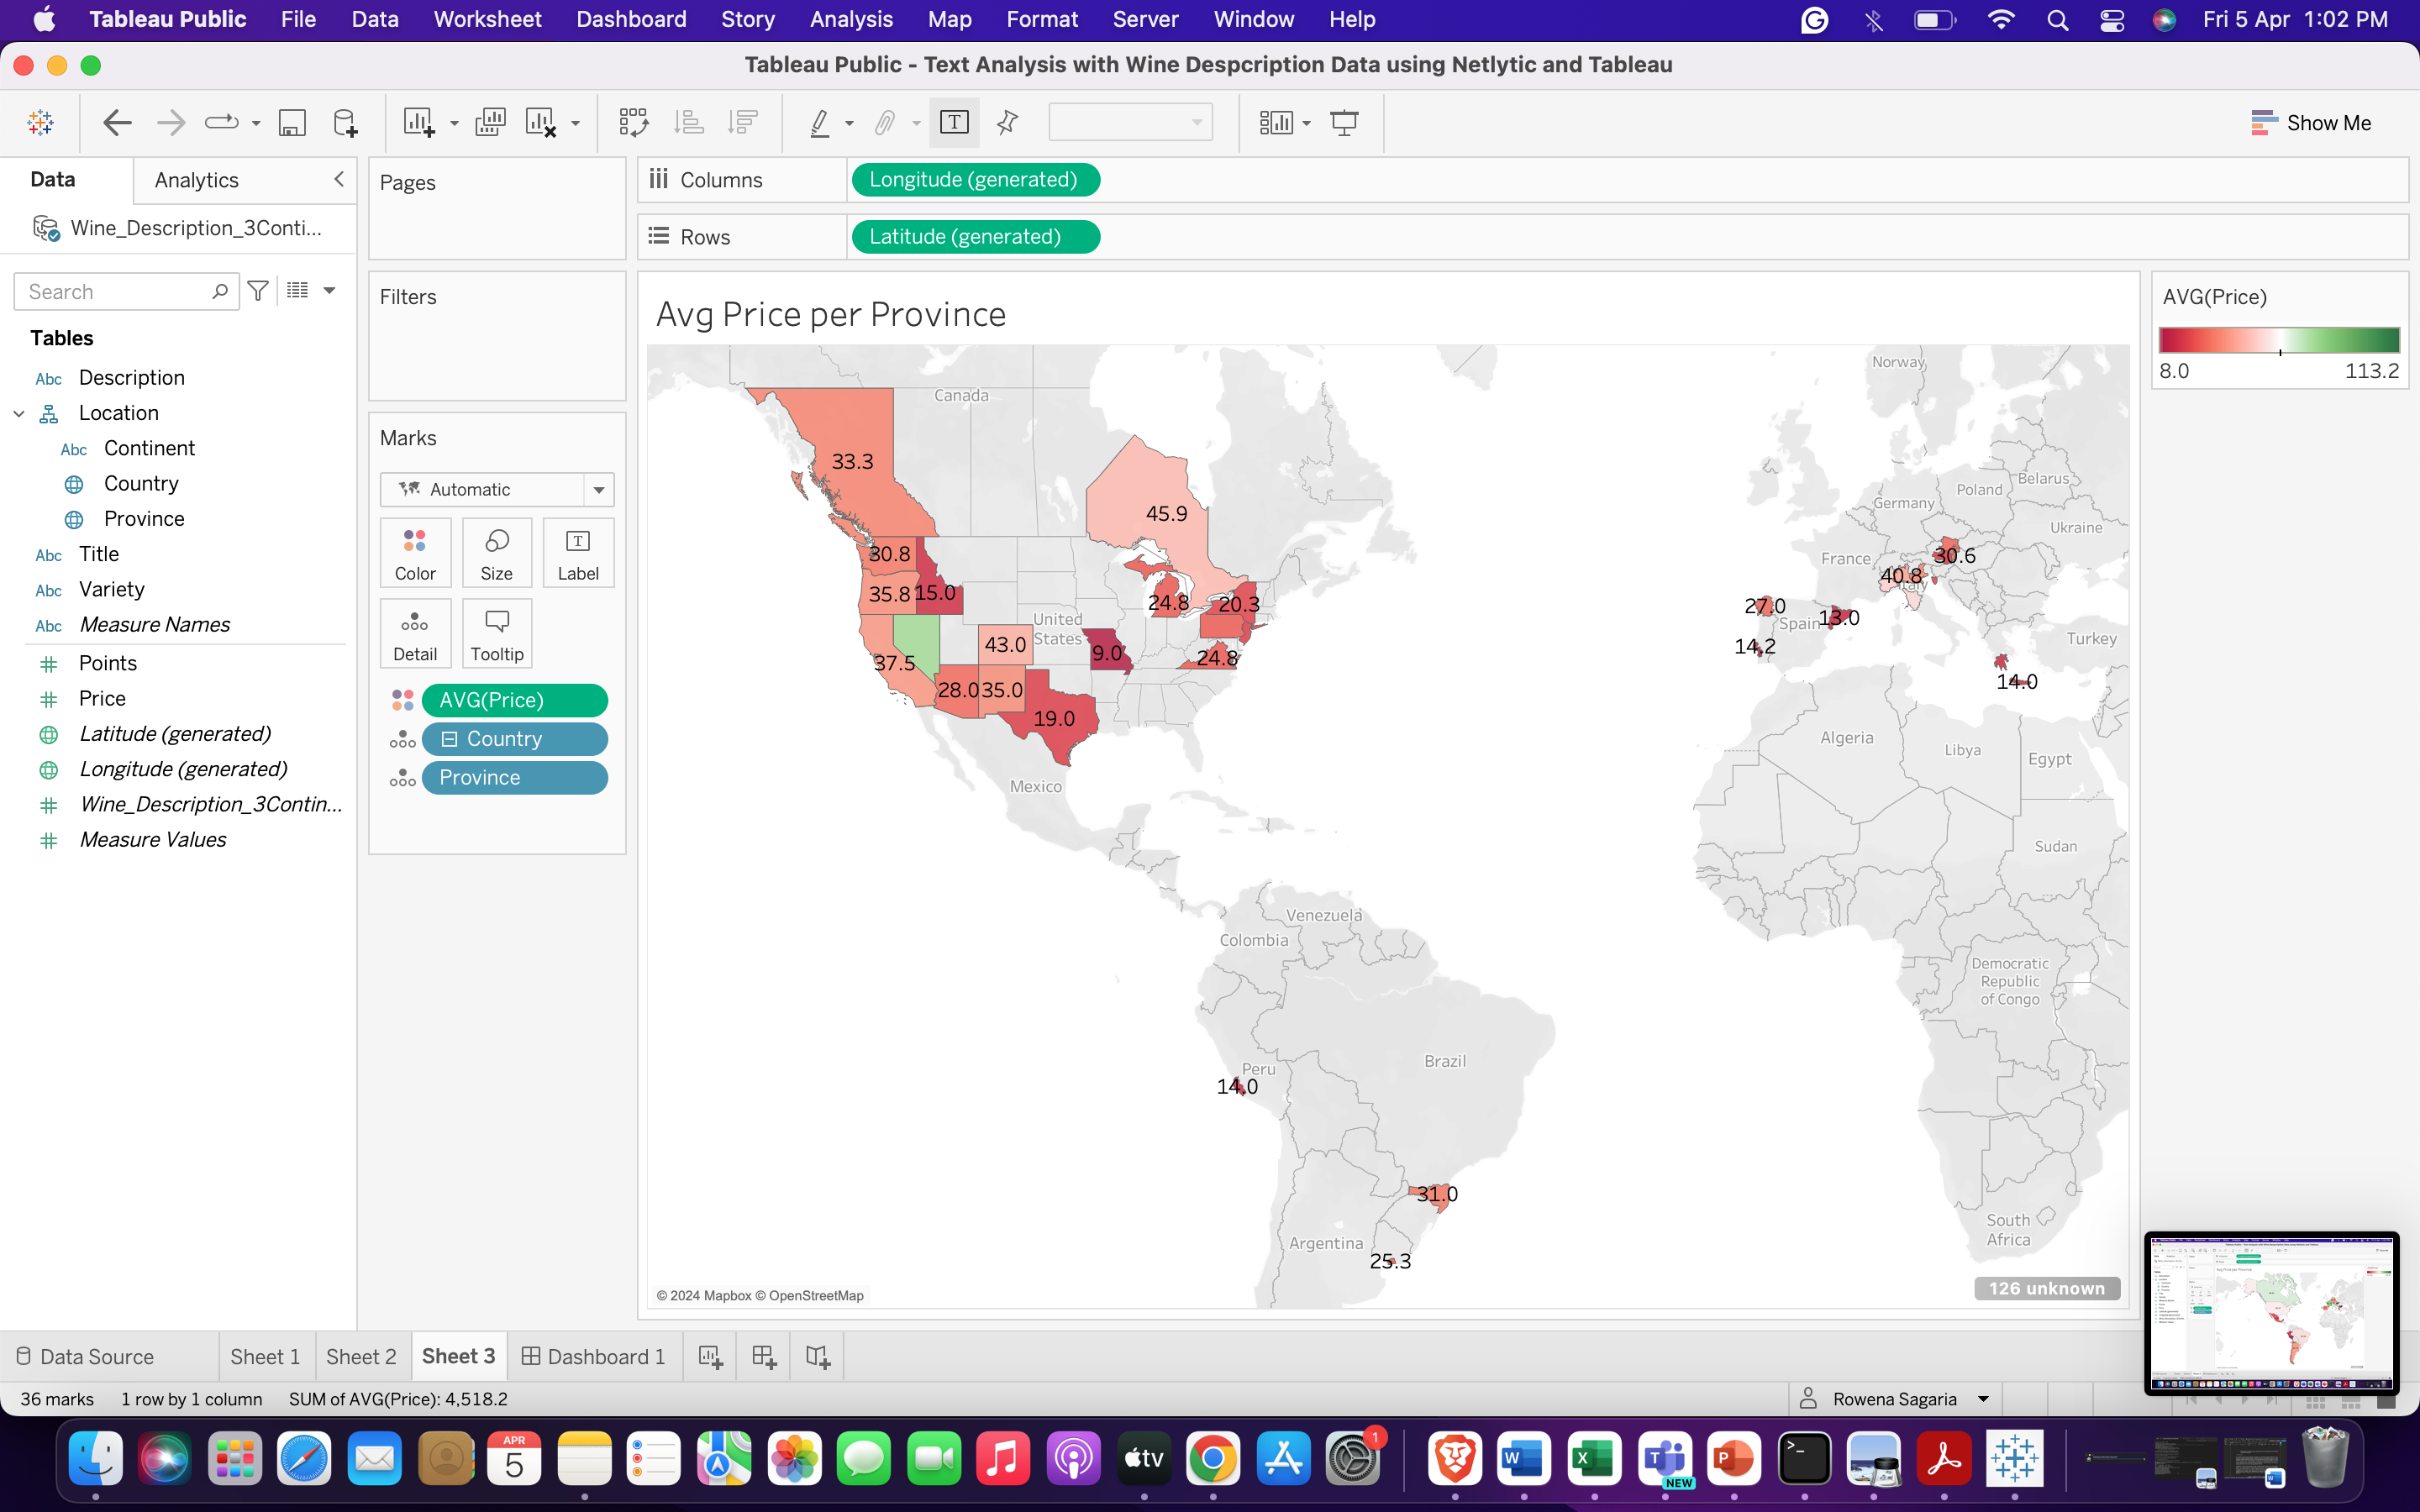 Tableau Public File Data Worksheet Dashboard Story Analysis Map Format Server Window Help Fri 5 Apr 1:02 PM
Tableau Public - Text Analysis with Wine Despcription Data using Netlytic and Tableau
Show Me
Data Analytics
Wine_Description_3Conti...
Search
Tables
Abc Description
Location
Abc Continent
Country
Province
Abc Title
Abc Variety
Abc Measure Names
Points
Price
Latitude (generated)
Longitude (generated)
Wine_Description_3Contin...
Measure Values
Pages
Filters
Marks
Automatic
Color Size Label
Detail Tooltip
AVG(Price)
Country
Province
Columns Longitude (generated)
Rows Latitude (generated)
Avg Price per Province
Norway
Canada
33.3
45.9
Belarus
Poland
Germany
Ukraine
30.8
France
30.6
40.8
35.8 15.0
24.8 20.3
27.0
13.0
Spain
United
States
43.0
Turkey
14.2
9.0
24.8
37.5
14.0
28.0 35.0
19.0
Algeria
Libya
Egypt
Mexico
Sudan
Venezuela
Colombia
Democratic
Republic
of Congo
Brazil
Peru
14.0
31.0
South
Africa
Argentina
25.3
126 unknown
© 2024 Mapbox © OpenStreetMap
AVG(Price)
8.0 113.2
Data Source Sheet 1 Sheet 2 Sheet 3 Dashboard 1
36 marks 1 row by 1 column SUM of AVG(Price): 4,518.2 Rowena Sagaria
APR
5
tv
1
NEW